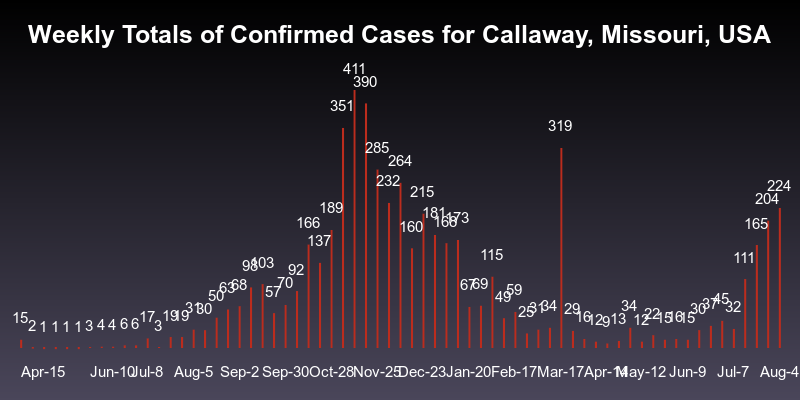 Weekly Totals of Confirmed Cases for Callaway, Missouri, USA
15 2 1 1 1 1 3 4 4 6 6 17 3 19 19 31 30 50 63 68 98 103 57 70 92 166 137 189 351 411 390 285 232 264 160 215 181 168 173 67 69 115 49 59 25 31 34 319 29 16 12 9 13 34 12 22 15 16 15 30 37 45 32 111 165 204 224
Apr-15 Jun-10 Jul-8 Aug-5 Sep-2 Sep-30 Oct-28 Nov-25 Dec-23 Jan-20 Feb-17 Mar-17 Apr-14 May-12 Jun-9 Jul-7 Aug-4